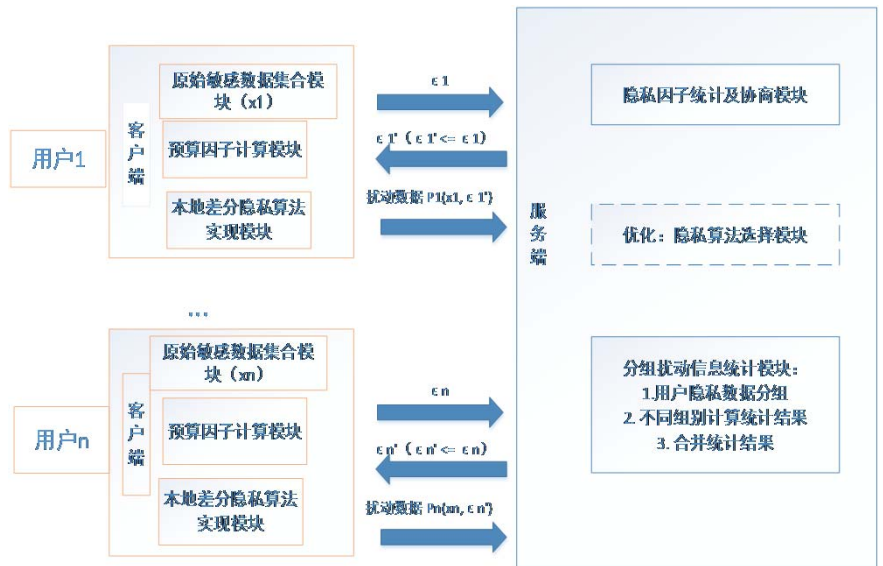 用户1
客户端
原始敏感数据集合模
块（x1）
预算因子计算模块
本地差分隐私算法
实现模块
ε1
ε1'（ε1'<= ε1）
扰动数据 P1(x1, ε1'}
...
用户n
客户端
原始敏感数据集合模
块（xn）
预算因子计算模块
本地差分隐私算法
实现模块
εn
εn'（εn'<= εn）
扰动数据 Pn{xn, εn'}
服务端
隐私因子统计及协商模块
优化：隐私算法选择模块
分组扰动信息统计模块：
1.用户隐私数据分组
2. 不同组别计算统计结果
3. 合并统计结果